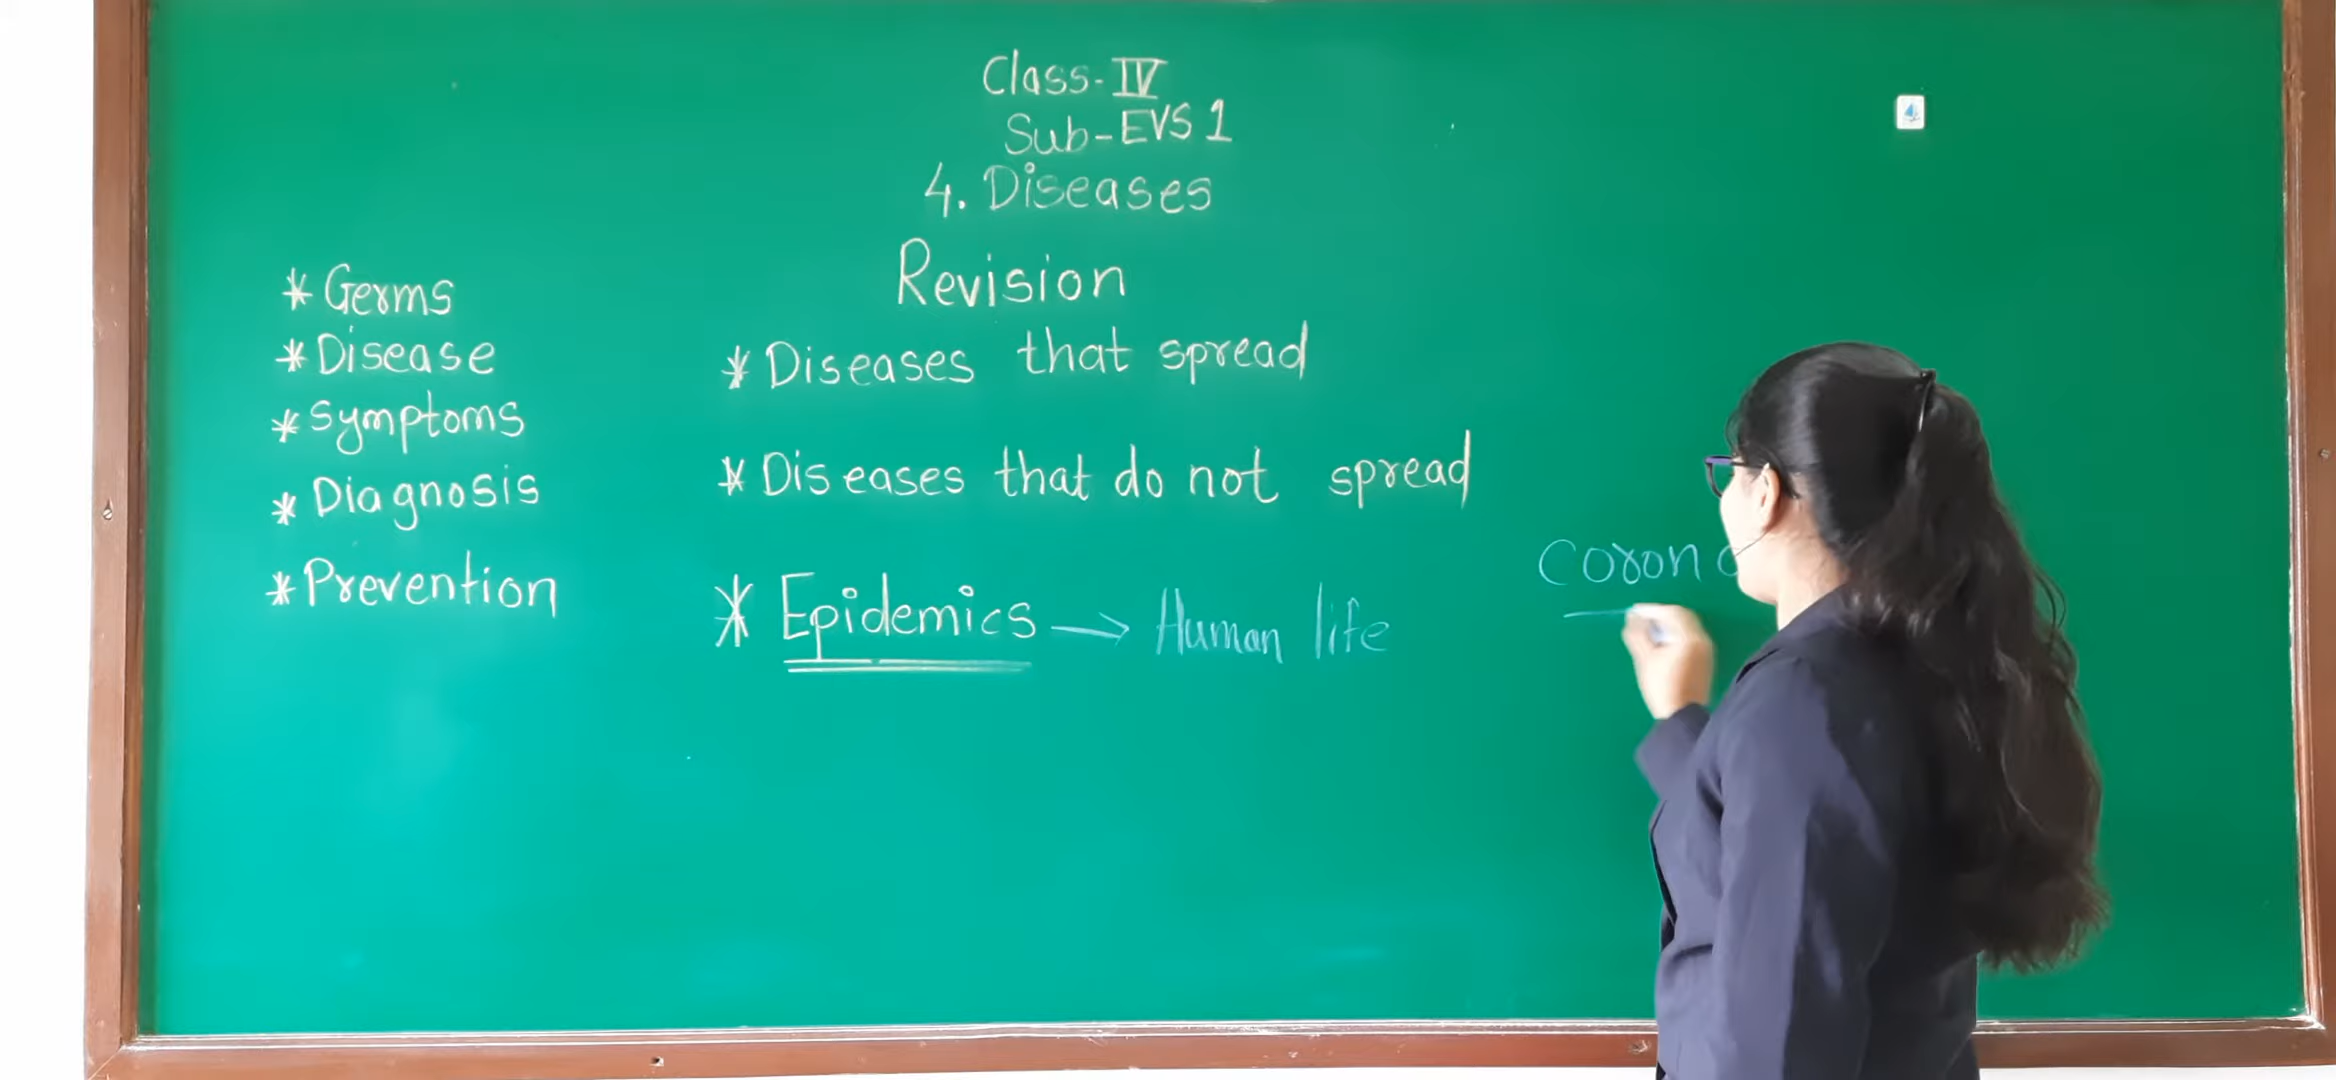 Class-IV
Sub-EVS 1
4. Diseases
Revision
* Germs
* Disease
* Symptoms
* Diagnosis
* Prevention
* Diseases that spread
* Diseases that do not spread
* Epidemics → Human life
Corona